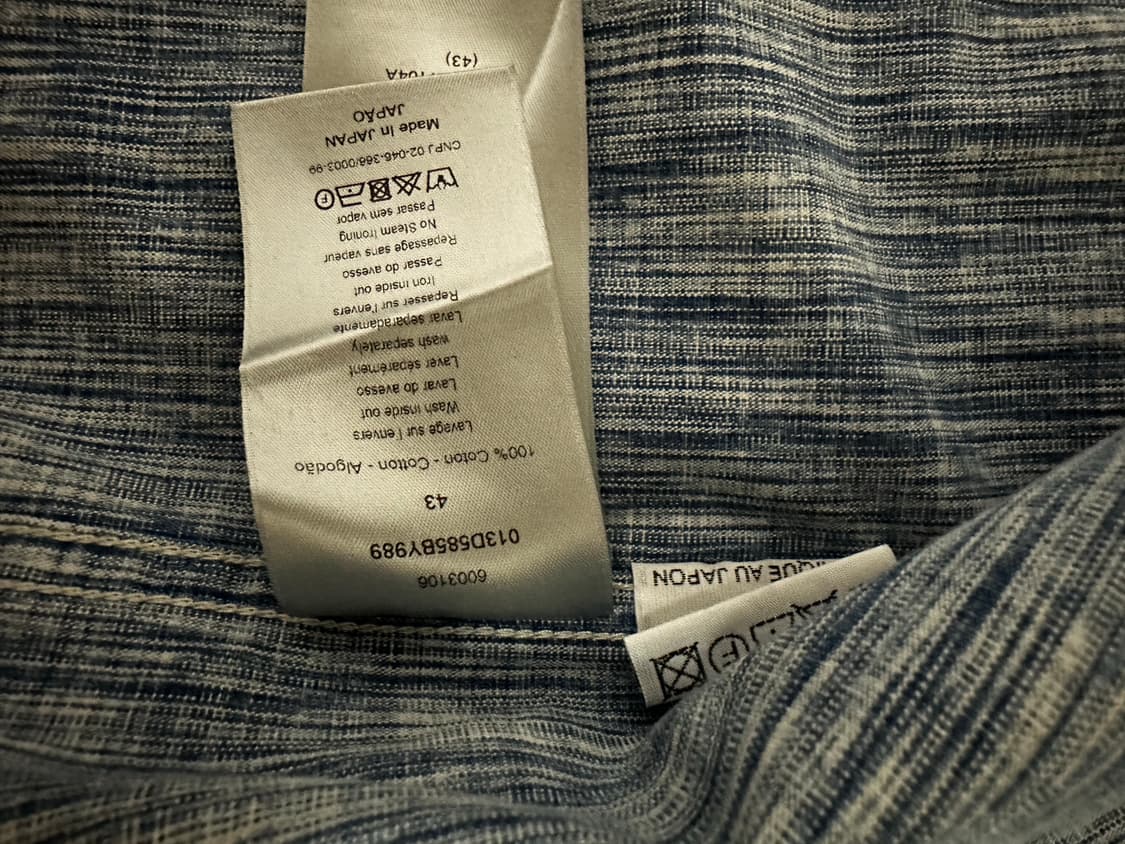 6003106
013D585BY989
43
100% Coton - Cotton - Algodão
Lavage sur l'envers
Wash inside out
Lavar do avesso
Laver séparément
wash separately
Lavar separadamente
Repasser sur l'envers
Iron inside out
Passar do avesso
Repassage sans vapeur
No Steam Ironing
Passar sem vapor
F
CNPJ 02-046-366/0003-99
Made in JAPAN
JAPÃO
(43)
AU JAPON
F